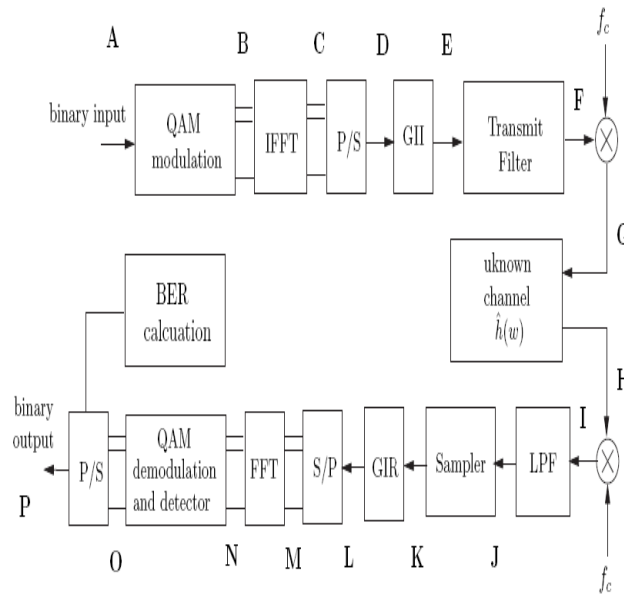 A
B
C
D
E
f_c
binary input
QAM
modulation
IFFT
P/S
GII
Transmit
Filter
F
G
uknown
channel
ĥ(w)
BER
calcuation
H
binary
output
P/S
QAM
demodulation
and detector
FFT
S/P
GIR
Sampler
LPF
I
P
O
N
M
L
K
J
f_c